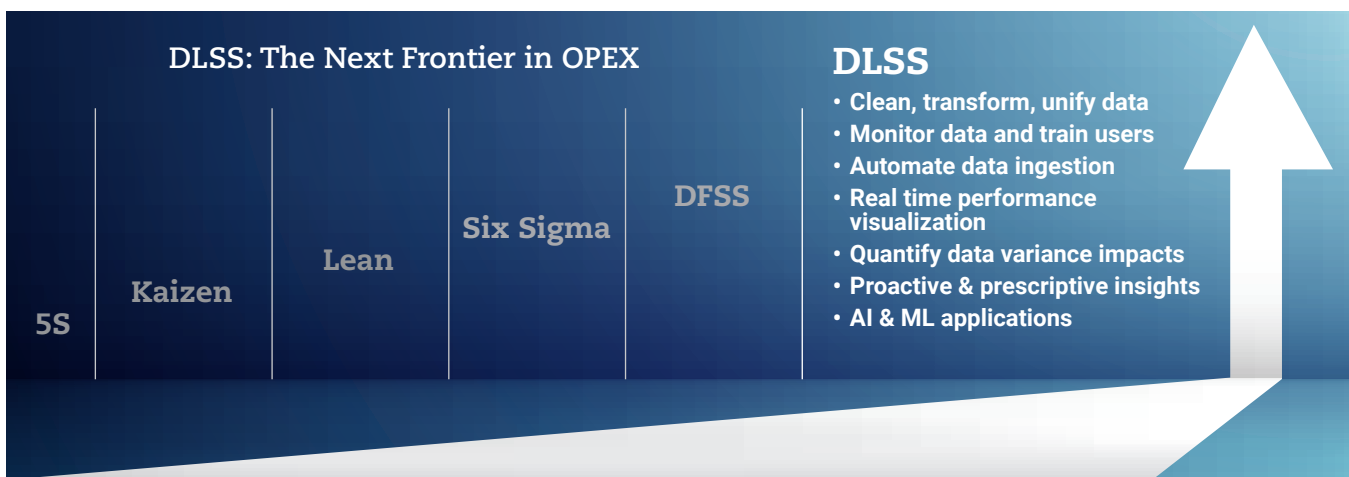 DLSS: The Next Frontier in OPEX
5S
Kaizen
Lean
Six Sigma
DFSS
DLSS
• Clean, transform, unify data
• Monitor data and train users
• Automate data ingestion
• Real time performance
visualization
• Quantify data variance impacts
• Proactive & prescriptive insights
• AI & ML applications